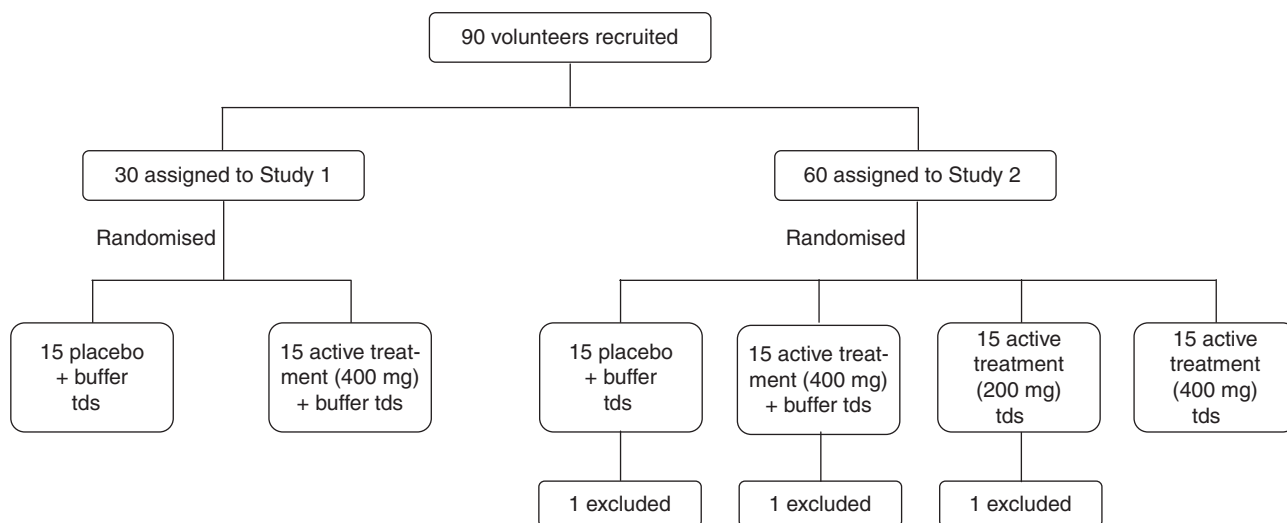 90 volunteers recruited
30 assigned to Study 1
60 assigned to Study 2
Randomised
Randomised
15 placebo
+ buffer
tds
15 active treat-
ment (400 mg)
+ buffer tds
15 placebo
+ buffer
tds
15 active treat-
ment (400 mg)
+ buffer tds
15 active
treatment
(200 mg)
tds
15 active
treatment
(400 mg)
tds
1 excluded
1 excluded
1 excluded